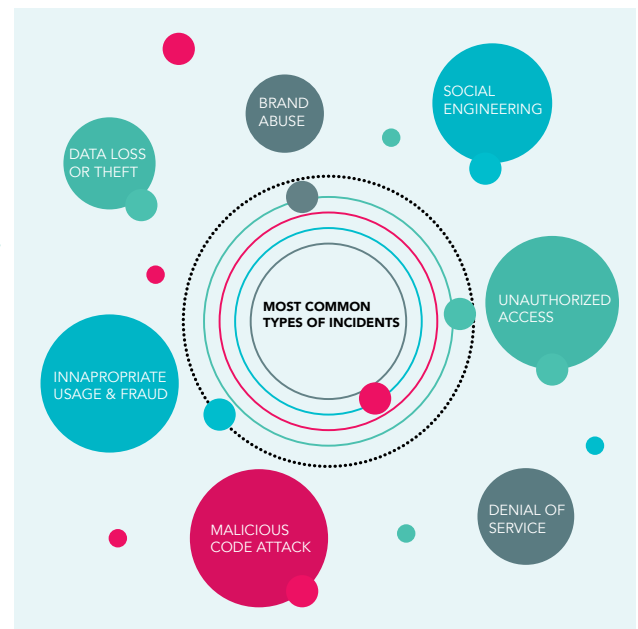 BRAND
ABUSE
SOCIAL
ENGINEERING
DATA LOSS
OR THEFT
MOST COMMON
TYPES OF INCIDENTS
UNAUTHORIZED
ACCESS
INNAPROPRIATE
USAGE & FRAUD
MALICIOUS
CODE ATTACK
DENIAL OF
SERVICE